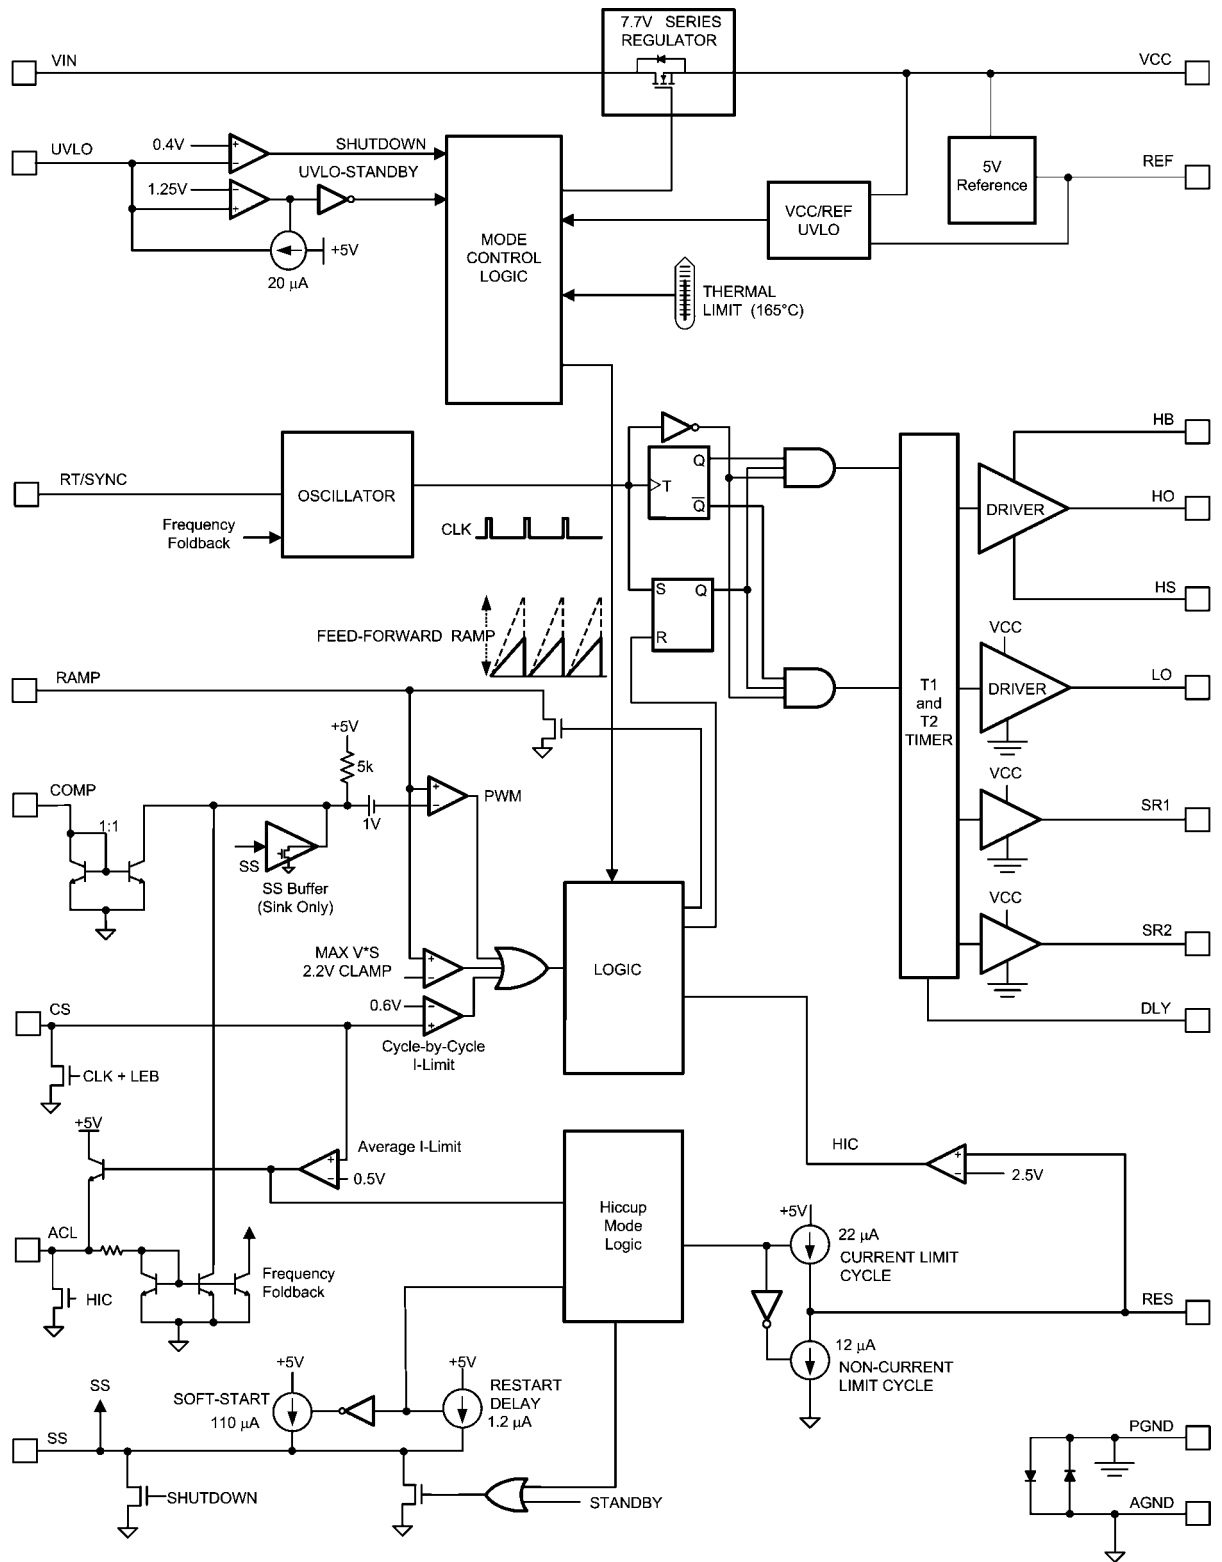 7.7V SERIES
REGULATOR
VIN
VCC
UVLO
0.4V
+
−
SHUTDOWN
UVLO-STANDBY
1.25V
−
+
+5V
20 µA
MODE
CONTROL
LOGIC
VCC/REF
UVLO
5V
Reference
REF
THERMAL
LIMIT (165°C)
RT/SYNC
OSCILLATOR
Frequency
Foldback
CLK
T
Q
Q̅
S
Q
R
FEED-FORWARD RAMP
T1
and
T2
TIMER
HB
DRIVER
HO
HS
VCC
DRIVER
LO
VCC
SR1
VCC
SR2
DLY
RAMP
+5V
5k
COMP
1:1
1V
+
−
PWM
SS
SS Buffer
(Sink Only)
MAX V*S
2.2V CLAMP
+
−
0.6V
−
+
Cycle-by-Cycle
I-Limit
LOGIC
CS
CLK + LEB
+5V
Average I-Limit
+
−
0.5V
HIC
+
−
2.5V
Hiccup
Mode
Logic
ACL
HIC
Frequency
Foldback
+5V
22 µA
CURRENT LIMIT
CYCLE
RES
12 µA
NON-CURRENT
LIMIT CYCLE
SS
+5V
SOFT-START
110 µA
+5V
RESTART
DELAY
1.2 µA
SS
SHUTDOWN
STANDBY
PGND
AGND